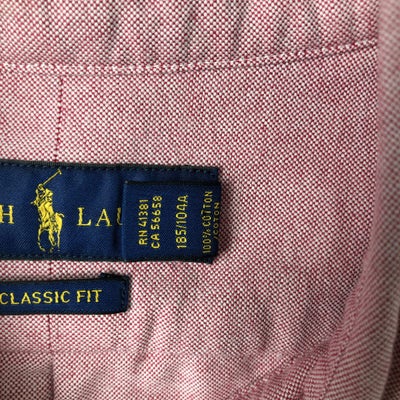 H LAU
RN 41381
CA 56658
185/104A
100% COTTON
COTON
CLASSIC FIT